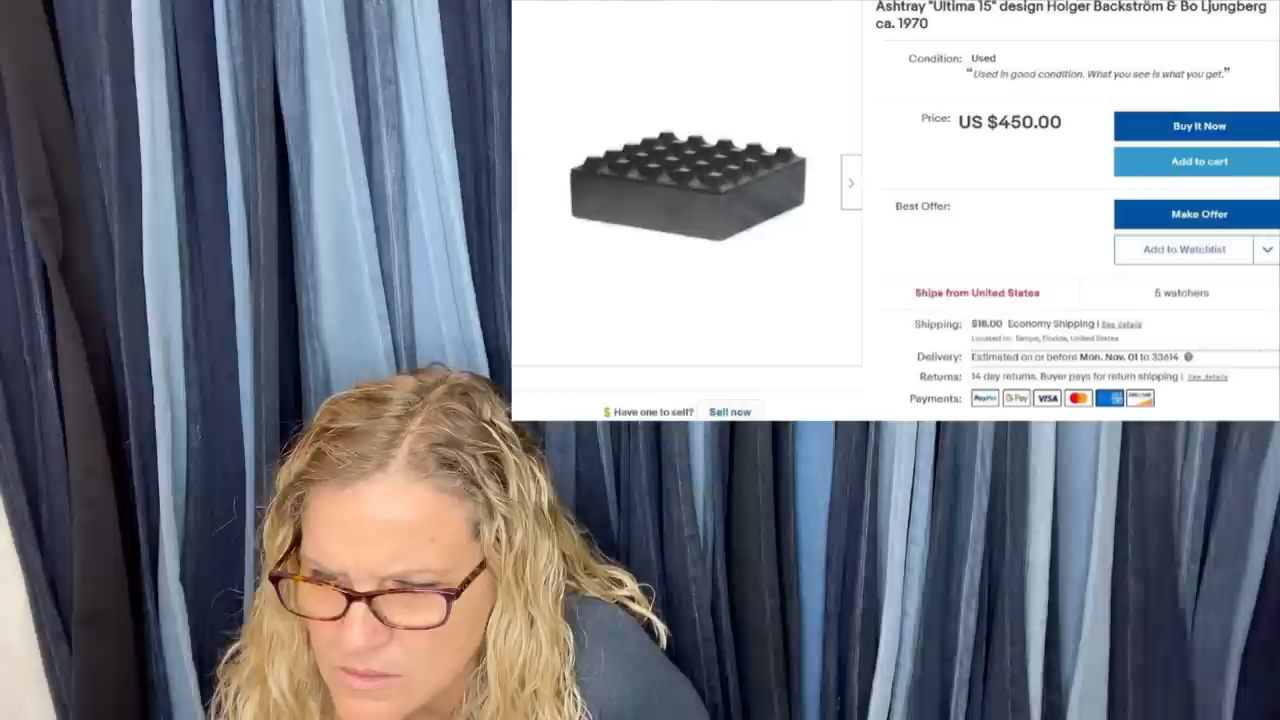 Ashtray "Ultima 15" design Holger Backström & Bo Ljungberg
ca. 1970
Condition: Used
"Used in good condition. What you see is what you get."
Price: US $450.00
Buy It Now
Add to cart
Best Offer:
Make Offer
Add to Watchlist
Ships from United States
5 watchers
Shipping: $18.00 Economy Shipping | See details
Located in: Tampa, Florida, United States
Delivery: Estimated on or before Mon. Nov. 01 to 33614
Returns: 14 day returns. Buyer pays for return shipping | See details
Payments: PayPal G Pay VISA
$ Have one to sell? Sell now